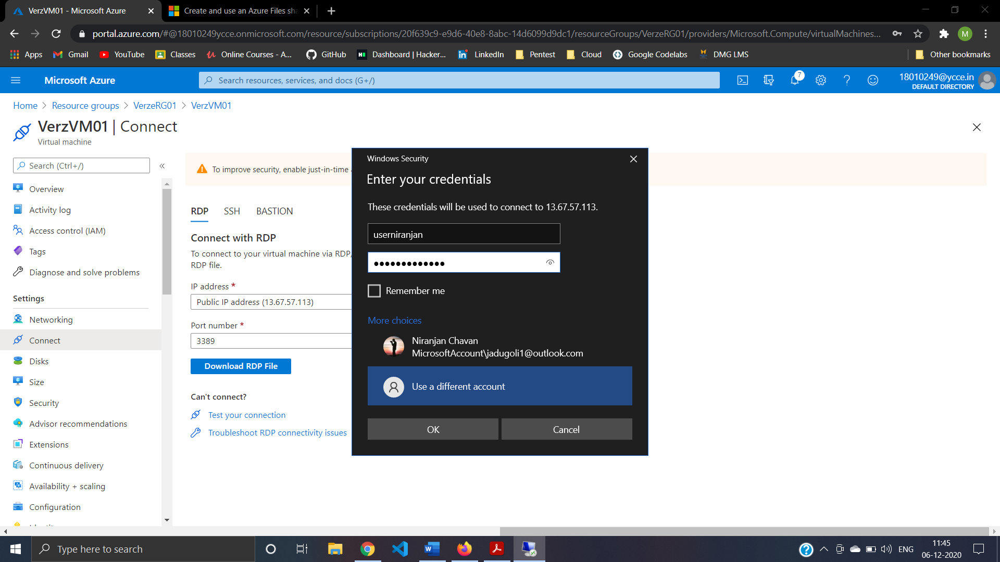 VerzVM01 - Microsoft Azure
Create and use an Azure Files sha
portal.azure.com/#@18010249ycce.onmicrosoft.com/resource/subscriptions/20f639c9-e9d6-40e8-8abc-14d6099d9dc1/resourceGroups/VerzeRG01/providers/Microsoft.Compute/virtualMachines...
M
Apps
Gmail
YouTube
Classes
Online Courses - A...
GitHub
Dashboard | Hacker...
LinkedIn
Pentest
Cloud
Google Codelabs
DMG LMS
Other bookmarks
Microsoft Azure
Search resources, services, and docs (G+/)
7
18010249@ycce.in
DEFAULT DIRECTORY
Home > Resource groups > VerzeRG01 > VerzVM01
VerzVM01 | Connect
Virtual machine
Search (Ctrl+/)
«
Overview
Activity log
Access control (IAM)
Tags
Diagnose and solve problems
Settings
Networking
Connect
Disks
Size
Security
Advisor recommendations
Extensions
Continuous delivery
Availability + scaling
Configuration
To improve security, enable just-in-time
RDP
SSH
BASTION
Connect with RDP
To connect to your virtual machine via RDP,
RDP file.
IP address *
Public IP address (13.67.57.113)
Port number *
3389
Download RDP File
Can't connect?
Test your connection
Troubleshoot RDP connectivity issues
Windows Security
Enter your credentials
These credentials will be used to connect to 13.67.57.113.
userniranjan
●●●●●●●●●●●●●
Remember me
More choices
Niranjan Chavan
MicrosoftAccount\jadugoli1@outlook.com
Use a different account
OK
Cancel
Type here to search
ENG
11:45
06-12-2020